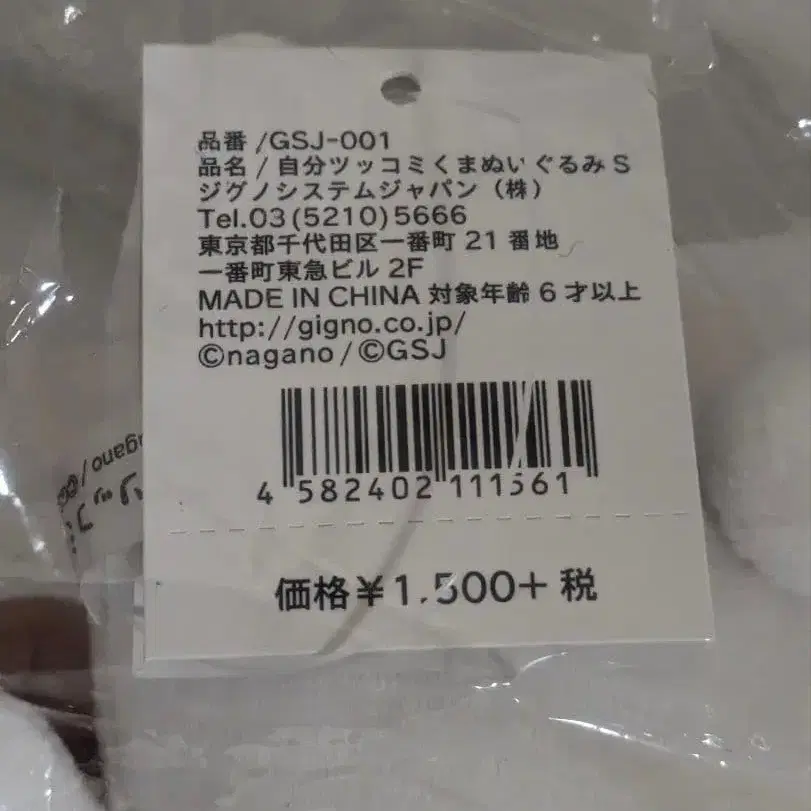 品番/GSJ-001
品名/自分ツッコミくまぬいぐるみS
ジグノシステムジャパン（株）
Tel.03(5210)5666
東京都千代田区一番町 21 番地
一番町東急ビル 2F
MADE IN CHINA 対象年齢 6 才以上
http://gigno.co.jp/
©nagano/©GSJ
4 582402 111561
価格¥1,500+税
nagano/©